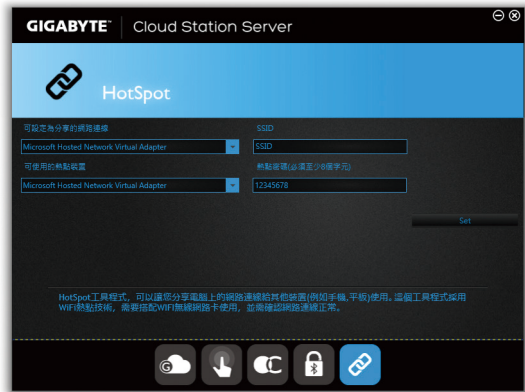 GIGABYTE™ Cloud Station Server
HotSpot
可設定為分享的網路連線 SSID
Microsoft Hosted Network Virtual Adapter SSID
可使用的熱點裝置 熱點密碼(必須至少8個字元)
Microsoft Hosted Network Virtual Adapter 12345678
Set
HotSpot工具程式，可以讓您分享電腦上的網路連線給其他裝置(例如手機,平板)使用。這個工具程式採用
WiFi熱點技術，需要搭配WIFI無線網路卡使用，並需確認網路連線正常。